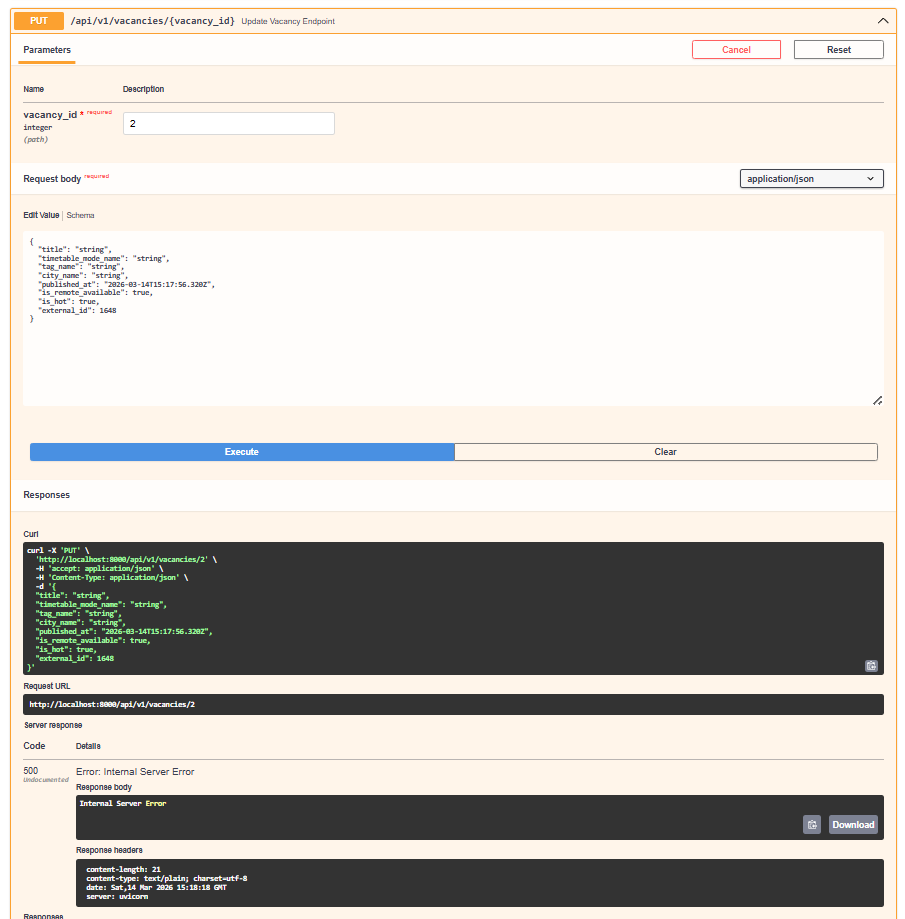 PUT /api/v1/vacancies/{vacancy_id} Update Vacancy Endpoint
Parameters
Cancel
Reset
Name Description
vacancy_id * required
integer
(path)
2
Request body required
application/json
Edit Value | Schema
{
"title": "string",
"timetable_mode_name": "string",
"tag_name": "string",
"city_name": "string",
"published_at": "2026-03-14T15:17:56.320Z",
"is_remote_available": true,
"is_hot": true,
"external_id": 1648
}
Execute
Clear
Responses
Curl
curl -X 'PUT' \
'http://localhost:8000/api/v1/vacancies/2' \
-H 'accept: application/json' \
-H 'Content-Type: application/json' \
-d '{
"title": "string",
"timetable_mode_name": "string",
"tag_name": "string",
"city_name": "string",
"published_at": "2026-03-14T15:17:56.320Z",
"is_remote_available": true,
"is_hot": true,
"external_id": 1648
}'
Request URL
http://localhost:8000/api/v1/vacancies/2
Server response
Code Details
500
Undocumented
Error: Internal Server Error
Response body
Internal Server Error
Download
Response headers
content-length: 21
content-type: text/plain; charset=utf-8
date: Sat,14 Mar 2026 15:18:18 GMT
server: uvicorn
Responses